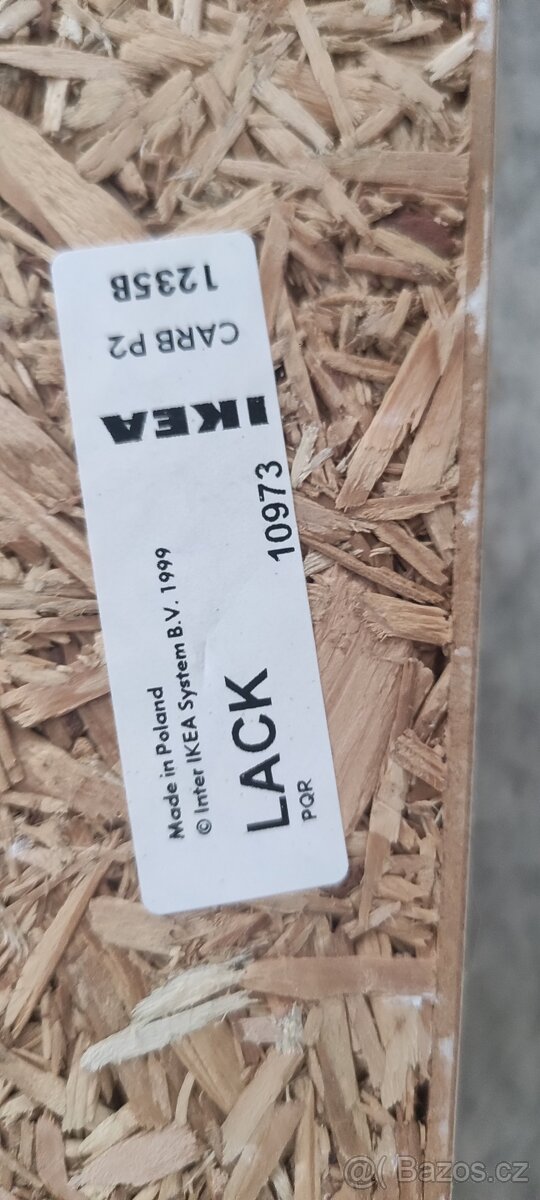 Made in Poland
© Inter IKEA System B.V. 1999
LACK 10973
PQR
IKEA
CARB P2
1235B
@( Bazos.cz